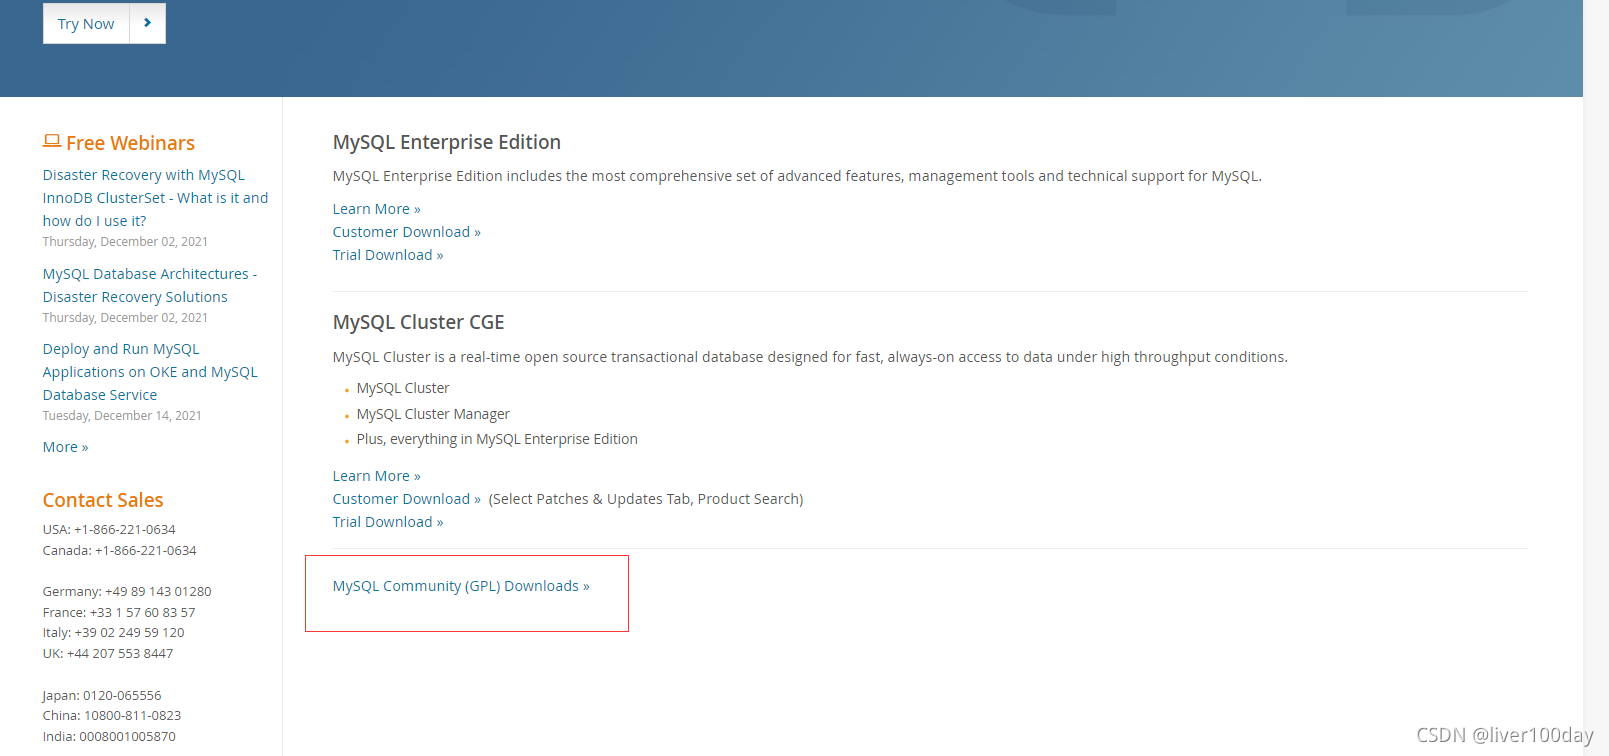 Try Now
Free Webinars
Disaster Recovery with MySQL
InnoDB ClusterSet - What is it and
how do I use it?
Thursday, December 02, 2021
MySQL Database Architectures -
Disaster Recovery Solutions
Thursday, December 02, 2021
Deploy and Run MySQL
Applications on OKE and MySQL
Database Service
Tuesday, December 14, 2021
More »
Contact Sales
USA: +1-866-221-0634
Canada: +1-866-221-0634
Germany: +49 89 143 01280
France: +33 1 57 60 83 57
Italy: +39 02 249 59 120
UK: +44 207 553 8447
Japan: 0120-065556
China: 10800-811-0823
India: 0008001005870
MySQL Enterprise Edition
MySQL Enterprise Edition includes the most comprehensive set of advanced features, management tools and technical support for MySQL.
Learn More »
Customer Download »
Trial Download »
MySQL Cluster CGE
MySQL Cluster is a real-time open source transactional database designed for fast, always-on access to data under high throughput conditions.
MySQL Cluster
MySQL Cluster Manager
Plus, everything in MySQL Enterprise Edition
Learn More »
Customer Download » (Select Patches & Updates Tab, Product Search)
Trial Download »
MySQL Community (GPL) Downloads »
CSDN @liver100day